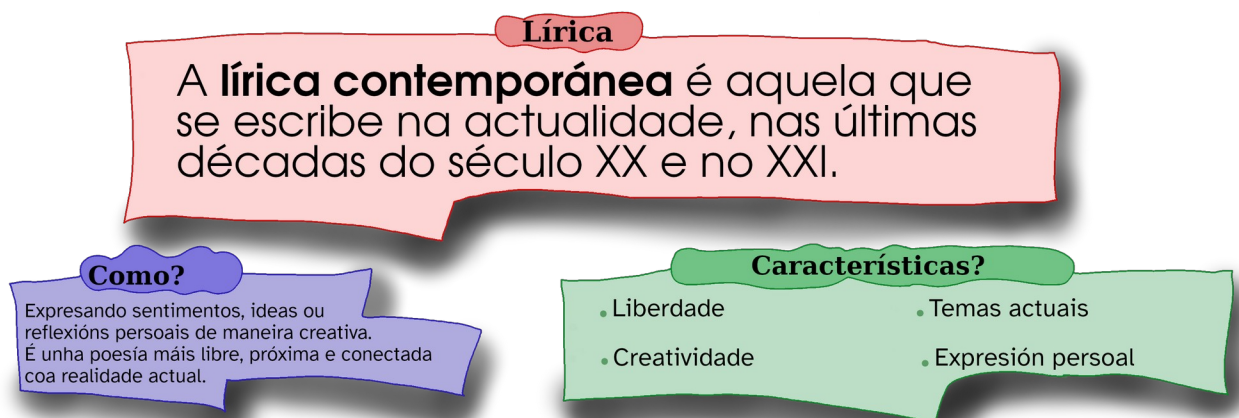 Lírica
A lírica contemporánea é aquela que
se escribe na actualidade, nas últimas
décadas do século XX e no XXI.
Como?
Expresando sentimentos, ideas ou
reflexións persoais de maneira creativa.
É unha poesía máis libre, próxima e conectada
coa realidade actual.
Características?
• Liberdade
• Creatividade
• Temas actuais
• Expresión persoal